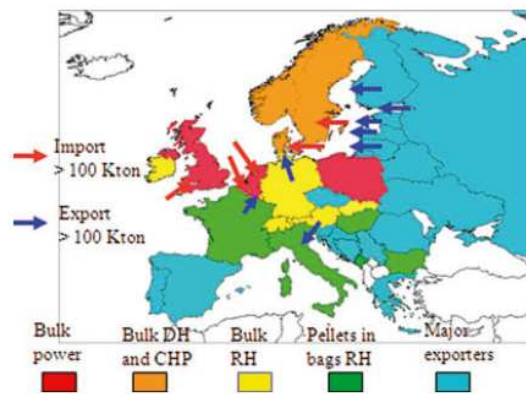 Import
> 100 Kton
Export
> 100 Kton
Bulk power
Bulk DH and CHP
Bulk RH
Pellets in bags RH
Major exporters